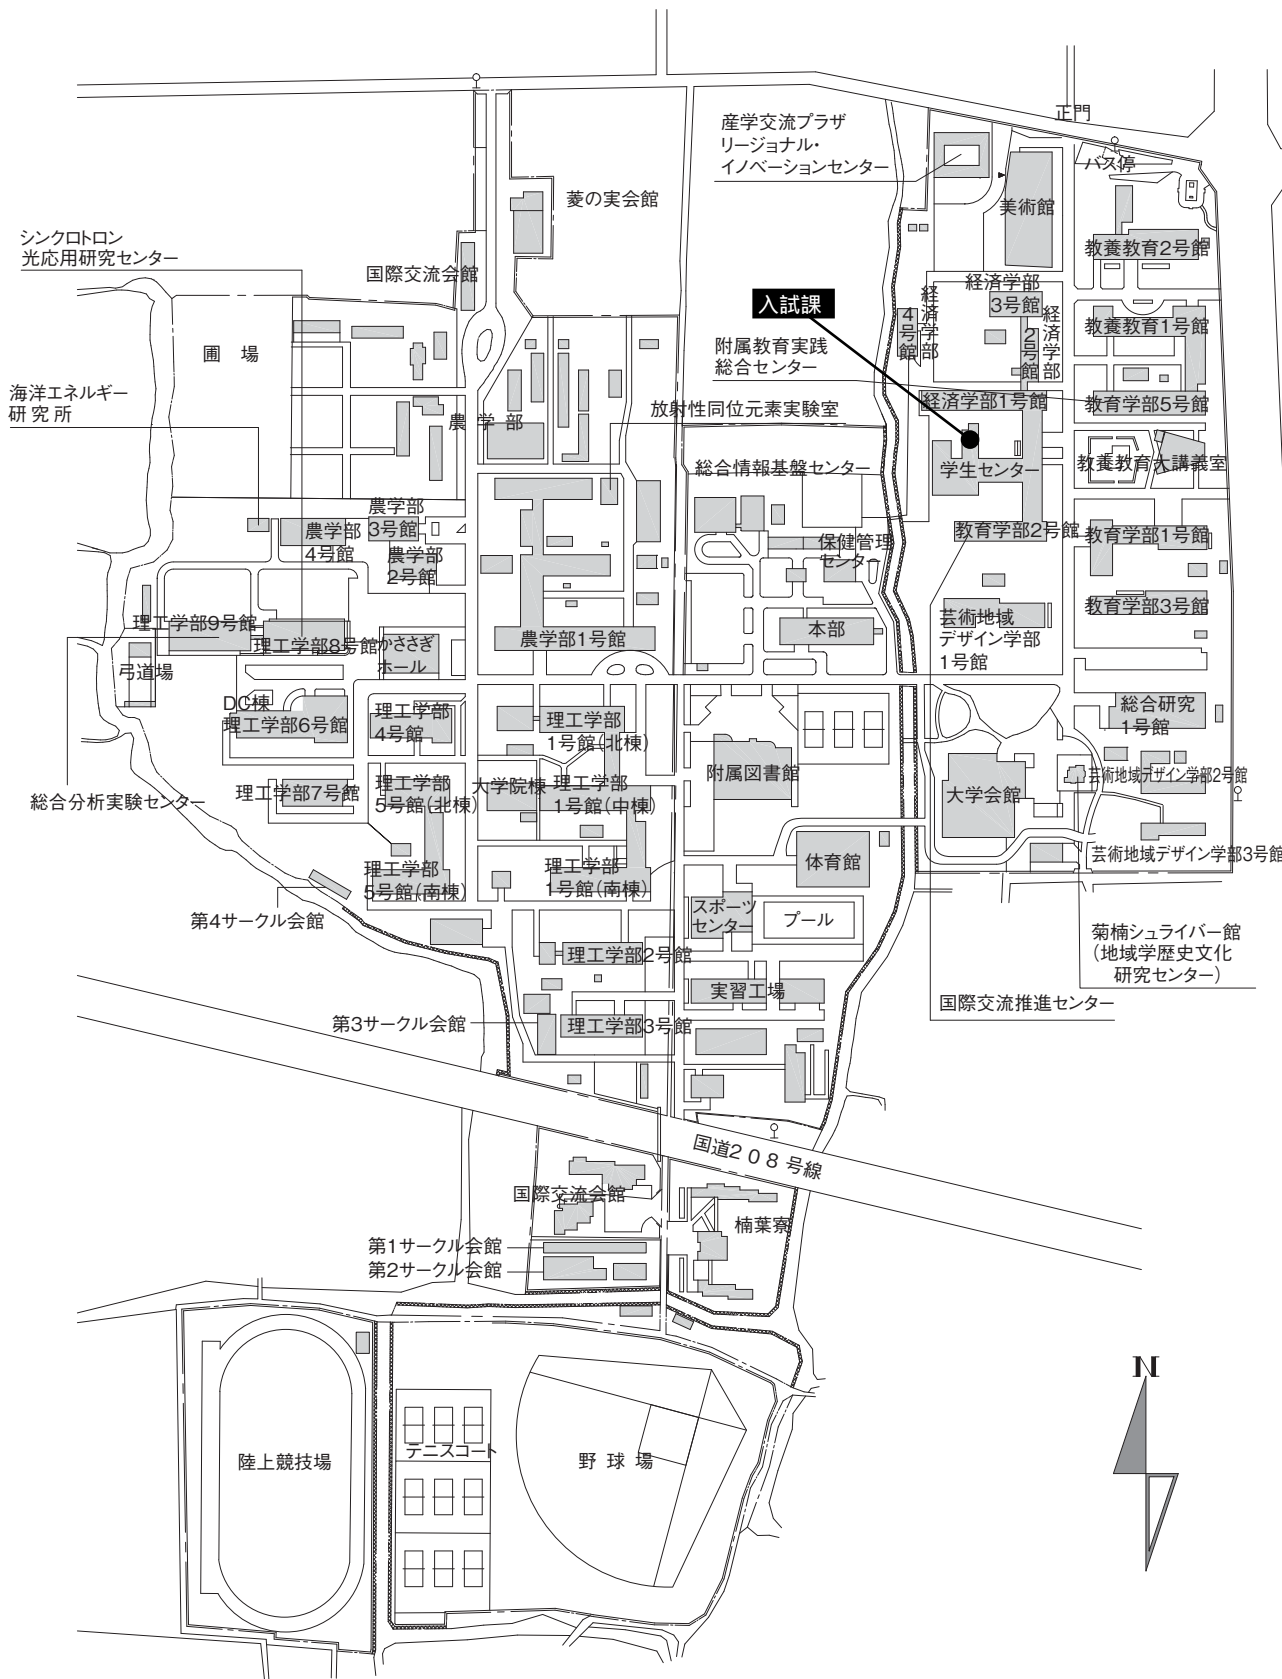 正門
バス停
産学交流プラザ
リージョナル・
イノベーションセンター
美術館
菱の実会館
シンクロトロン
光応用研究センター
国際交流会館
教養教育2号館
経済学部
3号館
入試課
経済学部
4号館
経済学部
2号館
教養教育1号館
圃　場
附属教育実践
総合センター
海洋エネルギー
研 究 所
農 学 部
放射性同位元素実験室
経済学部1号館
教育学部5号館
総合情報基盤センター
学生センター
教養教育大講義室
農学部
3号館
農学部
4号館
農学部
2号館
保健管理
センター
教育学部2号館
教育学部1号館
理工学部9号館
理工学部8号館
かささぎ
ホール
農学部1号館
本部
芸術地域
デザイン学部
1号館
教育学部3号館
弓道場
DC棟
理工学部6号館
理工学部
4号館
理工学部
1号館(北棟)
総合研究
1号館
総合分析実験センター
理工学部7号館
理工学部
5号館(北棟)
大学院棟
理工学部
1号館(中棟)
附属図書館
大学会館
芸術地域デザイン学部2号館
理工学部
5号館(南棟)
理工学部
1号館(南棟)
体育館
芸術地域デザイン学部3号館
第4サークル会館
スポーツ
センター
プール
菊楠シュライバー館
(地域学歴史文化
研究センター)
理工学部2号館
実習工場
国際交流推進センター
第3サークル会館
理工学部3号館
国道208号線
国際交流会館
楠葉寮
第1サークル会館
第2サークル会館
N
陸上競技場
テニスコート
野 球 場